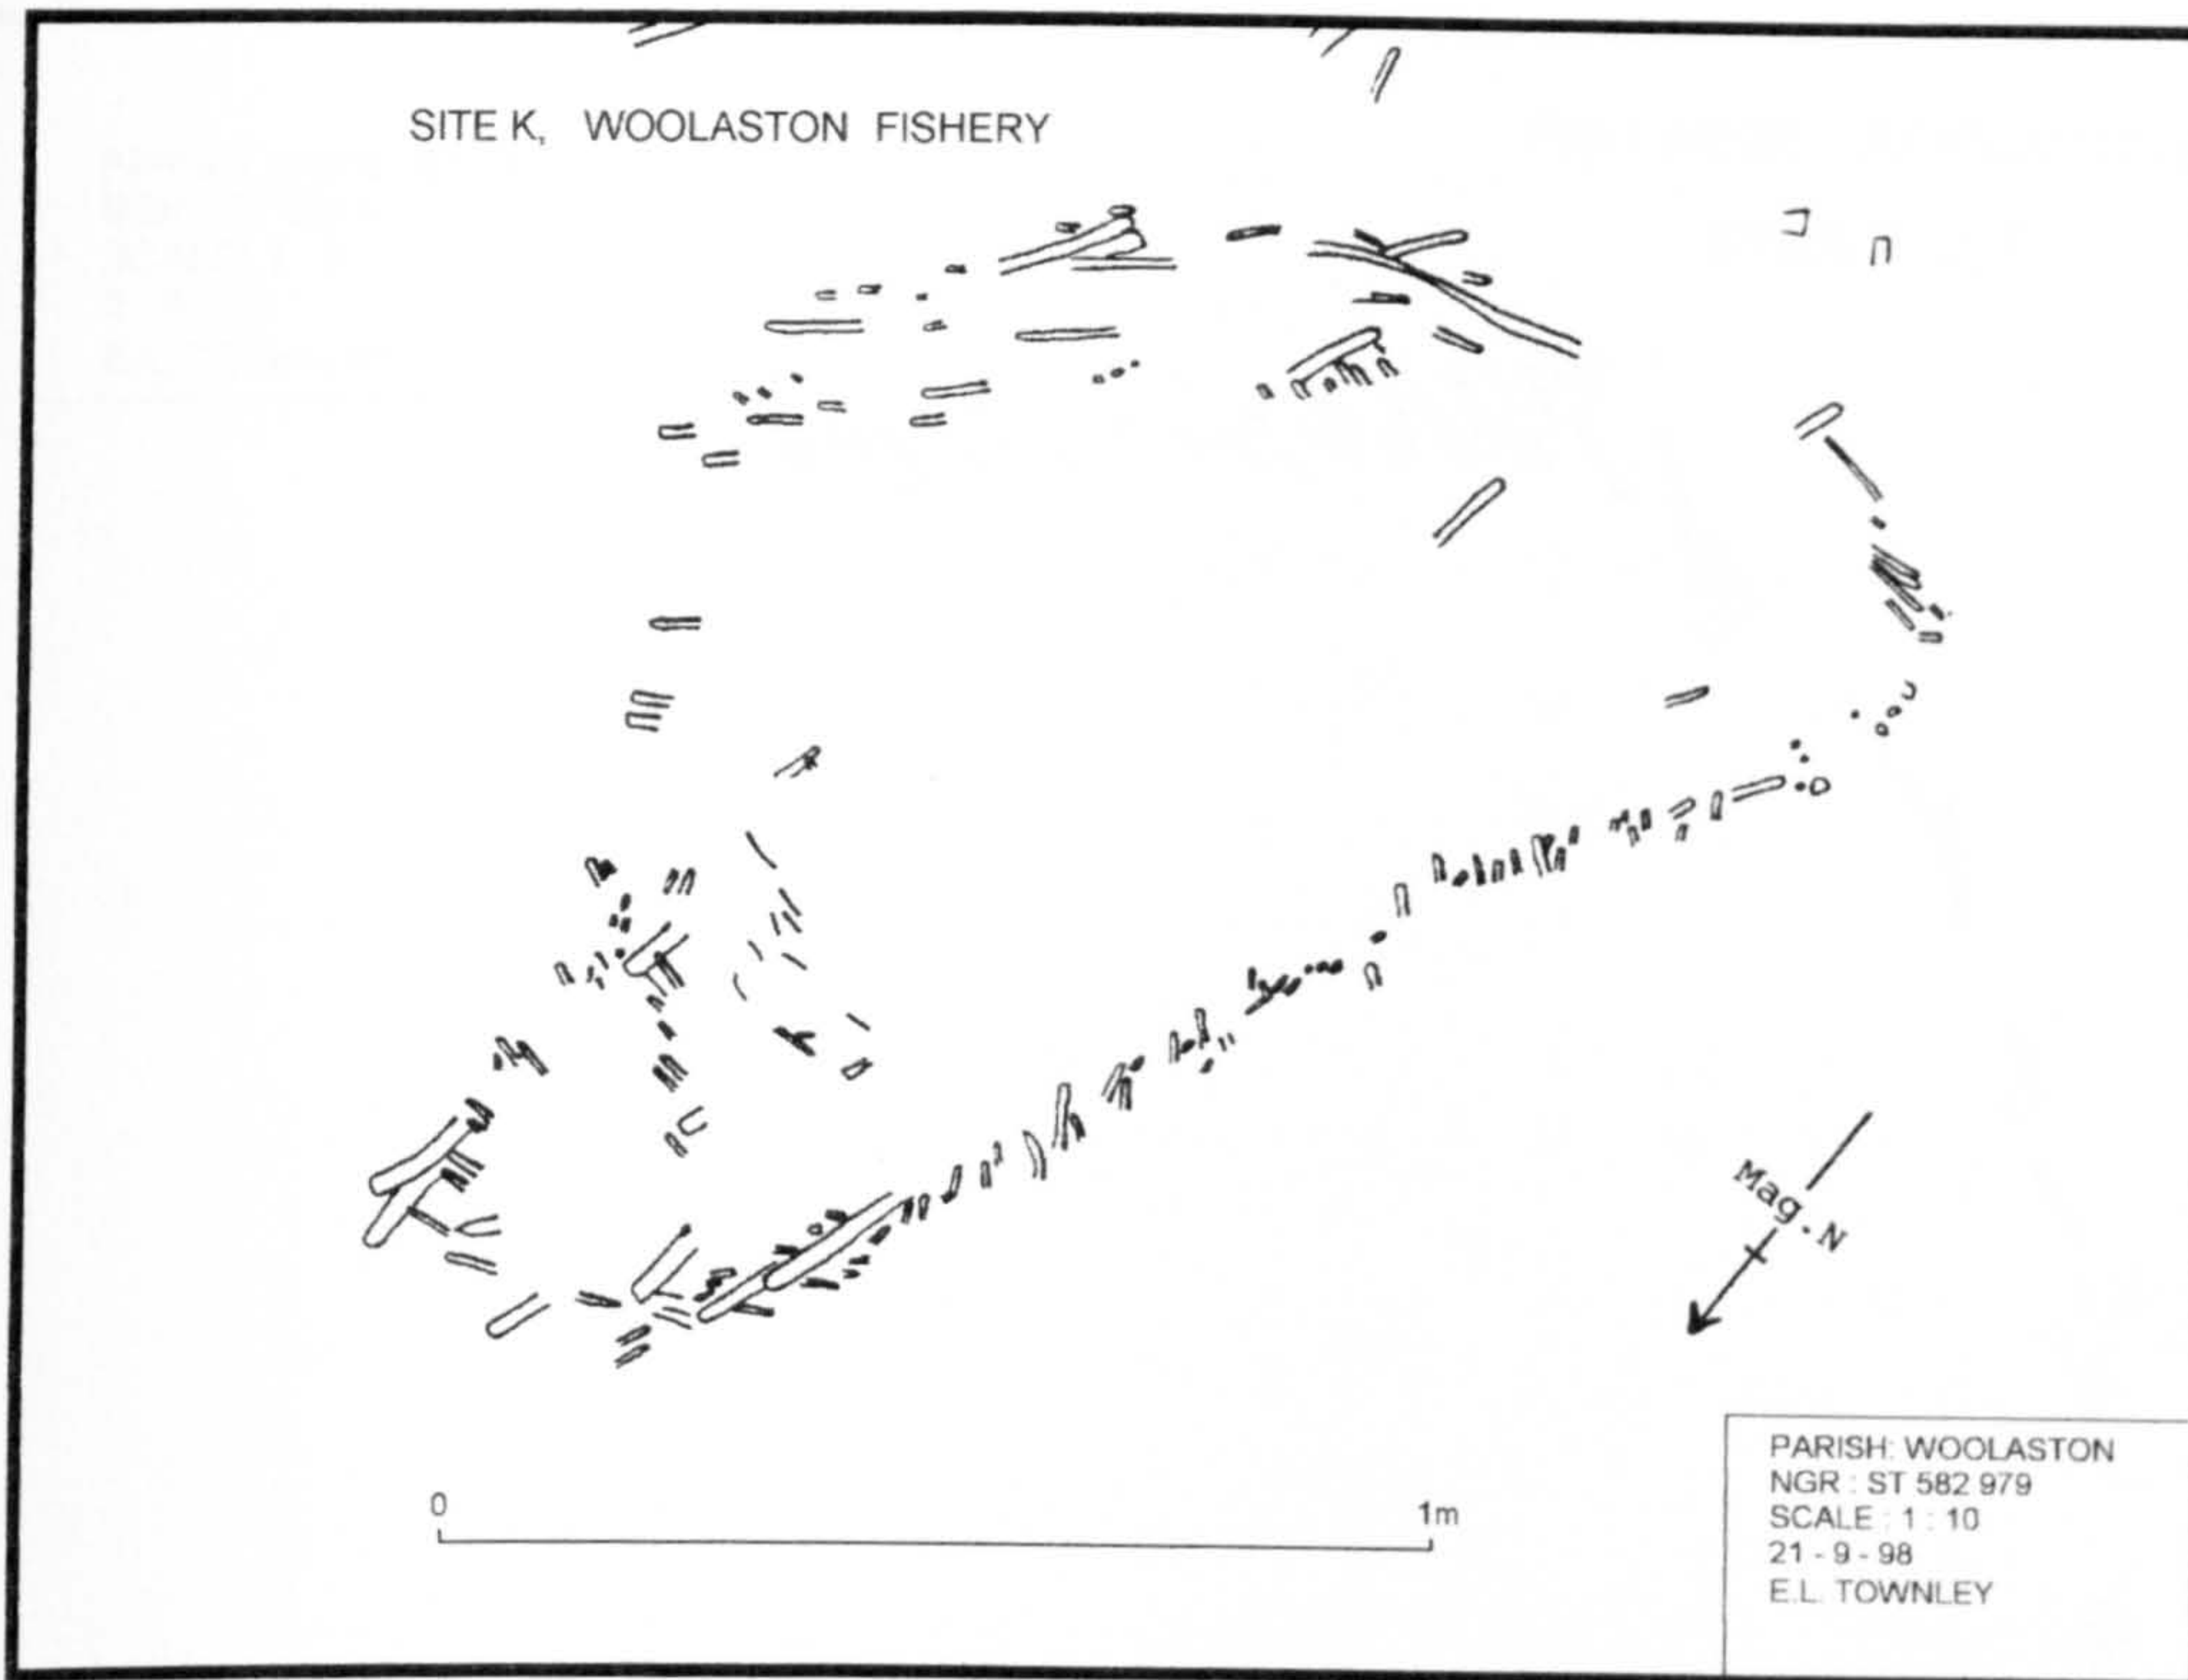 SITE K, WOOLASTON FISHERY
Mag. N
0 1m
PARISH: WOOLASTON
NGR : ST 582 979
SCALE : 1 : 10
21 - 9 - 98
E.L. TOWNLEY